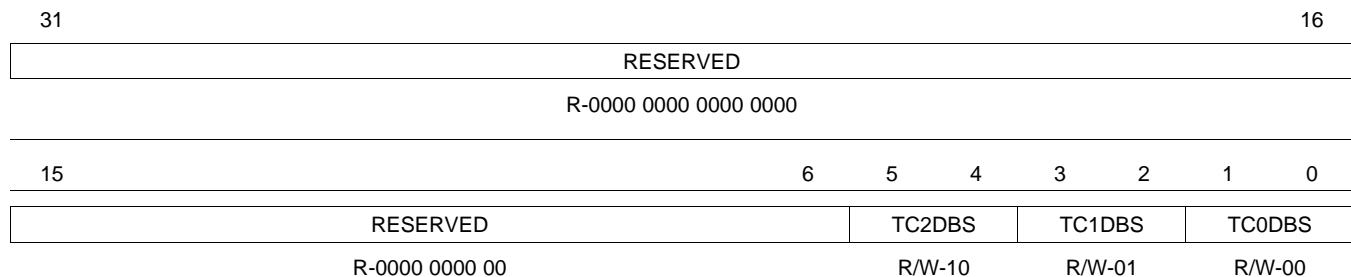 31 16
RESERVED
R-0000 0000 0000 0000
15 6 5 4 3 2 1 0
RESERVED TC2DBS TC1DBS TC0DBS
R-0000 0000 00 R/W-10 R/W-01 R/W-00